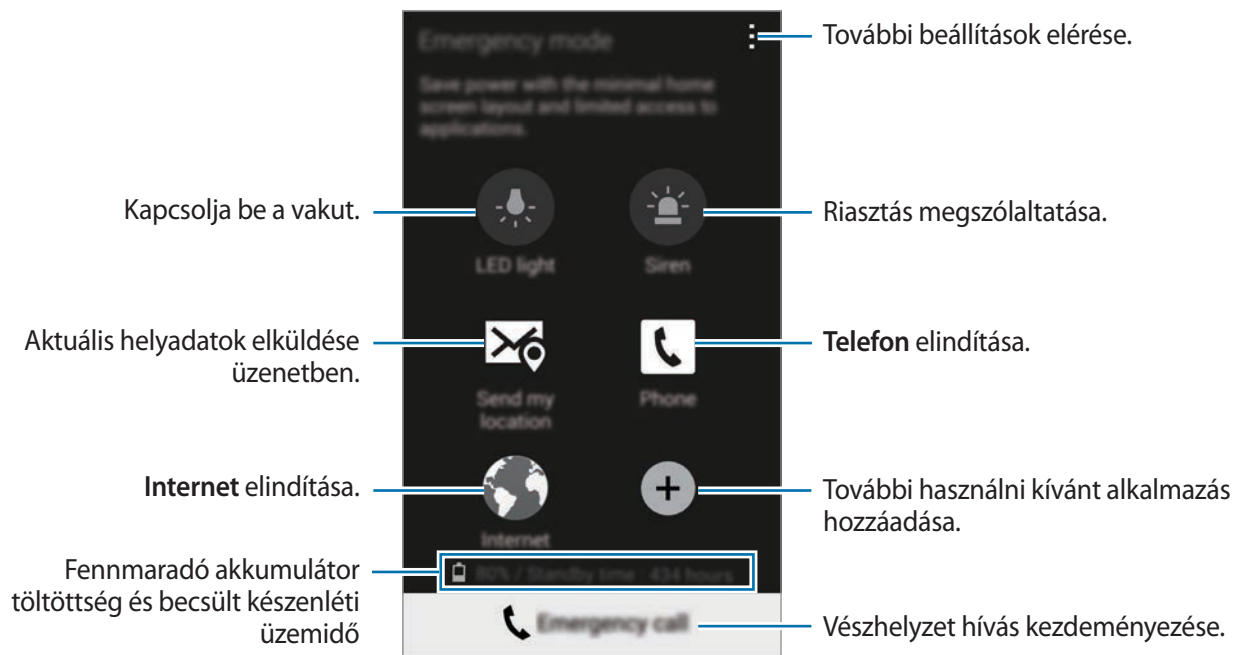 Emergency mode
További beállítások elérése.
Save power with the minimal home
screen layout and limited access to
applications.
Kapcsolja be a vakut.
Riasztás megszólaltatása.
LED light
Siren
Aktuális helyadatok elküldése
üzenetben.
Telefon elindítása.
Send my
location
Phone
Internet elindítása.
További használni kívánt alkalmazás
hozzáadása.
Internet
Fennmaradó akkumulátor
töltöttség és becsült készenléti
üzemidő
80% / Standby time : 434 hours
Emergency call
Vészhelyzet hívás kezdeményezése.